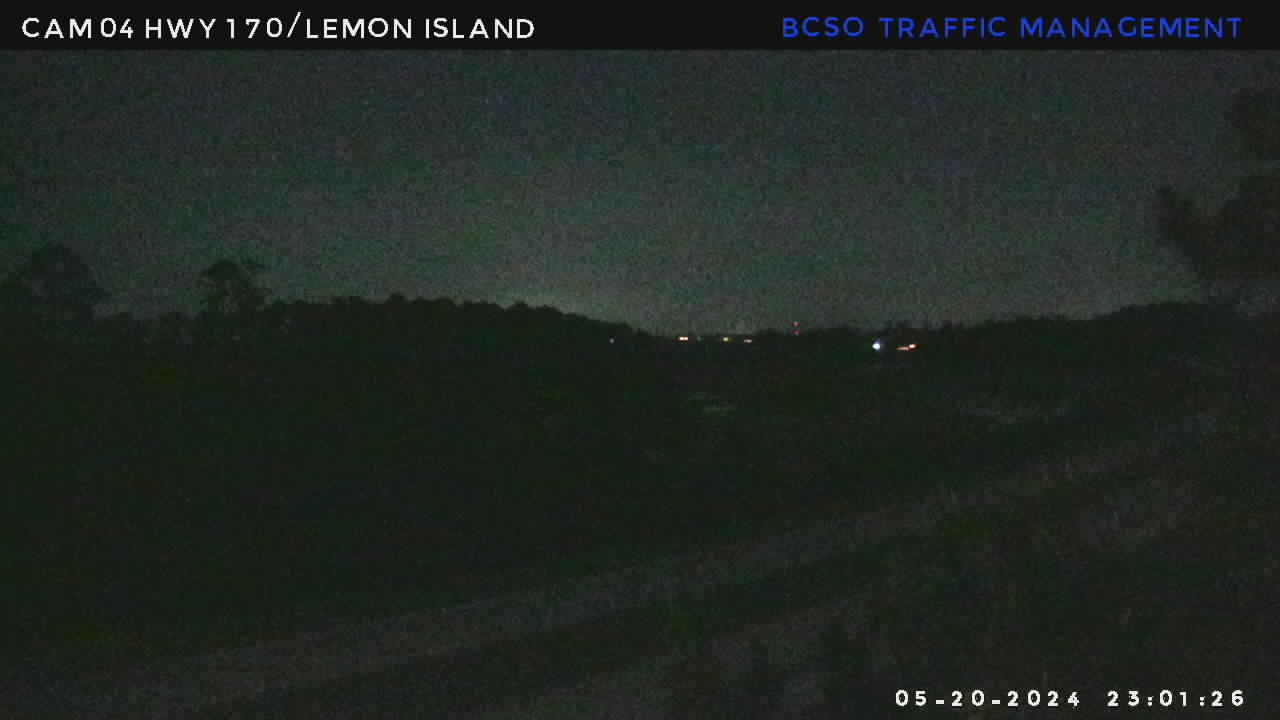 CAM04 HWY 170/LEMON ISLAND
BCSO TRAFFIC MANAGEMENT
05-20-2024 23:01:26